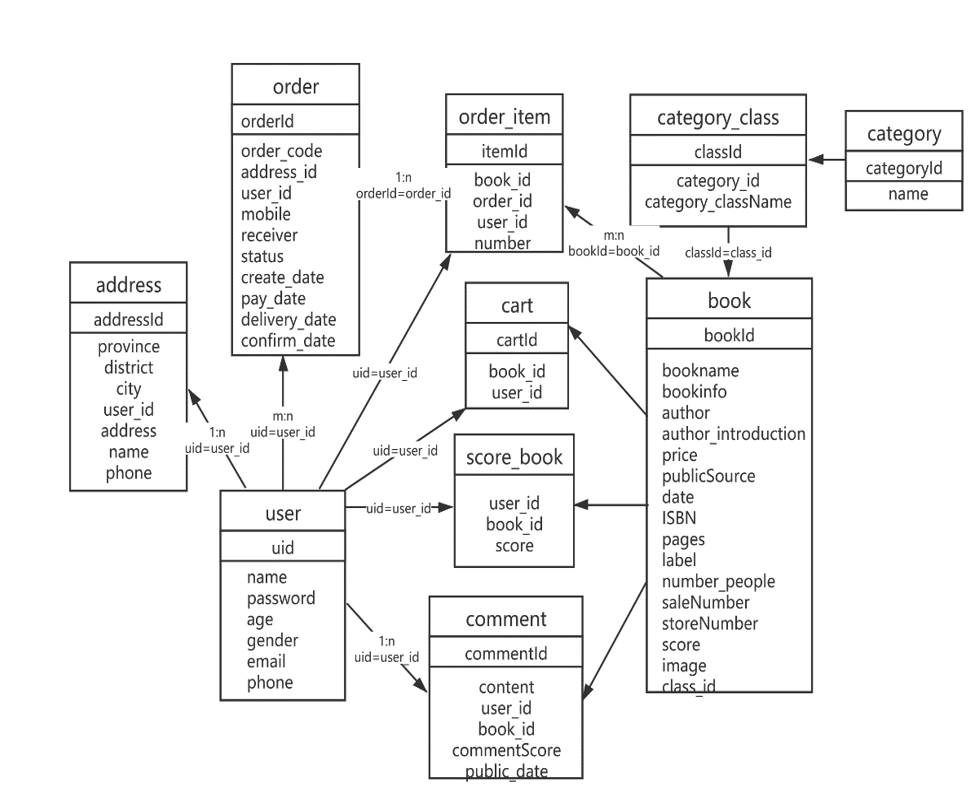 order
orderId
order_code
address_id
user_id
mobile
receiver
status
create_date
pay_date
delivery_date
confirm_date
1:n
orderId=order_id
order_item
itemId
book_id
order_id
user_id
number
category_class
classId
category_id
category_className
category
categoryId
name
m:n
bookId=book_id
classId=class_id
address
addressId
province
district
city
user_id
address
name
phone
1:n
uid=user_id
m:n
uid=user_id
uid=user_id
cart
cartId
book_id
user_id
uid=user_id
book
bookId
bookname
bookinfo
author
author_introduction
price
publicSource
date
ISBN
pages
label
number_people
saleNumber
storeNumber
score
image
class_id
score_book
user_id
book_id
score
uid=user_id
user
uid
name
password
age
gender
email
phone
1:n
uid=user_id
comment
commentId
content
user_id
book_id
commentScore
public_date